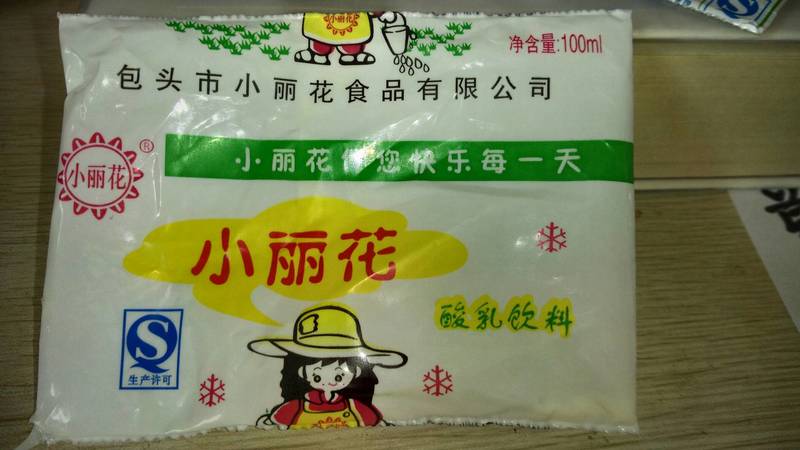 小丽花
净含量:100ml
包头市小丽花食品有限公司
小丽花®
小丽花 您快乐每一天
小丽花
酸乳饮料
生产许可